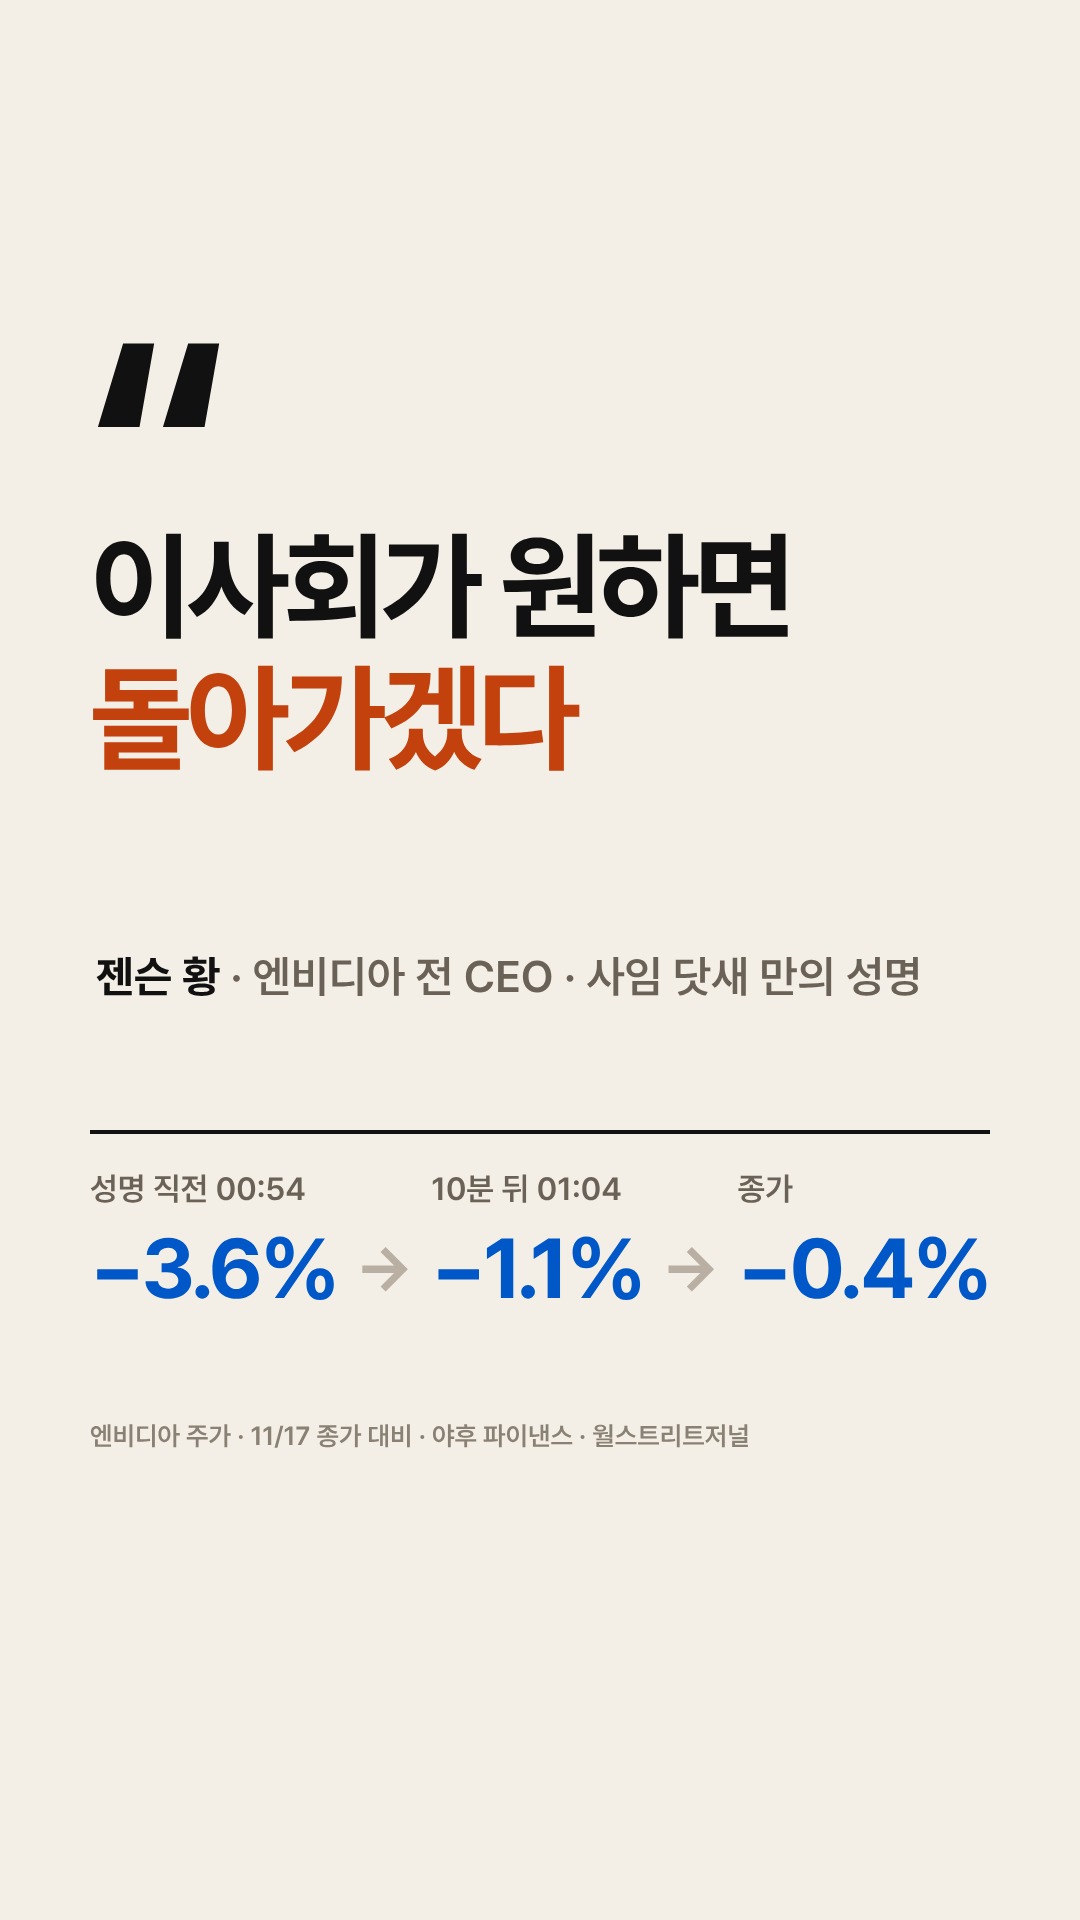 “
이사회가 원하면
돌아가겠다
젠슨 황 · 엔비디아 전 CEO · 사임 닷새 만의 성명
성명 직전 00:54 10분 뒤 01:04 종가
–3.6% → –1.1% → –0.4%
엔비디아 주가 · 11/17 종가 대비 · 야후 파이낸스 · 월스트리트저널